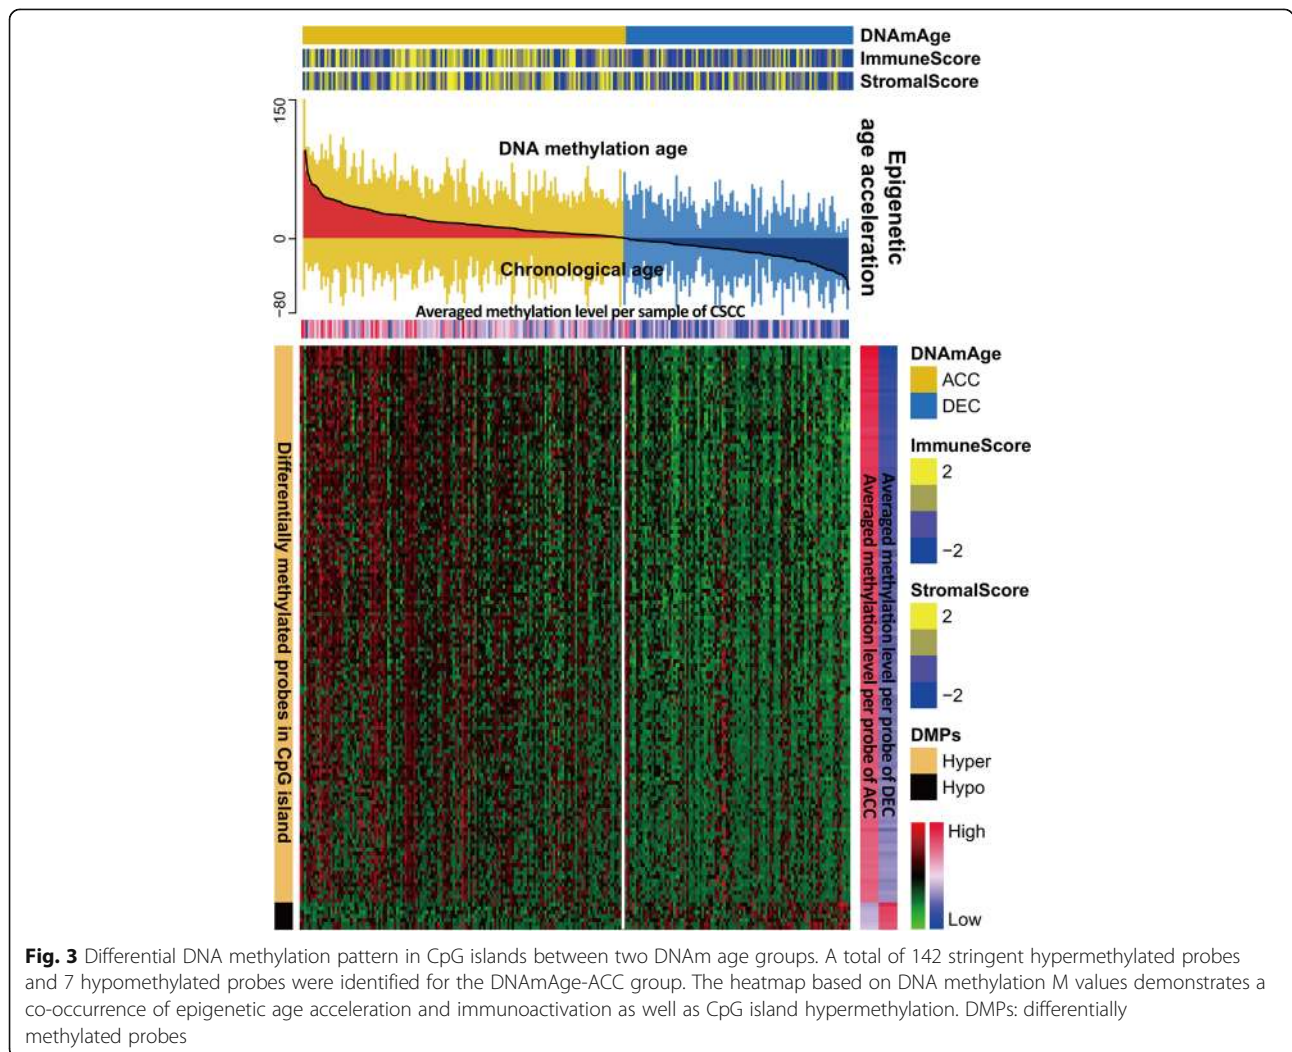 DNAmAge
ImmuneScore
StromalScore
150
0
−80
DNA methylation age
Chronological age
Epigenetic
age acceleration
Averaged methylation level per sample of CSCC
Differentially methylated probes in CpG island
Averaged methylation level per probe of ACC
Averaged methylation level per probe of DEC
DNAmAge
ACC
DEC
ImmuneScore
2
−2
StromalScore
2
−2
DMPs
Hyper
Hypo
High
Low
Fig. 3 Differential DNA methylation pattern in CpG islands between two DNAm age groups. A total of 142 stringent hypermethylated probes
and 7 hypomethylated probes were identified for the DNAmAge-ACC group. The heatmap based on DNA methylation M values demonstrates a
co-occurrence of epigenetic age acceleration and immunoactivation as well as CpG island hypermethylation. DMPs: differentially
methylated probes